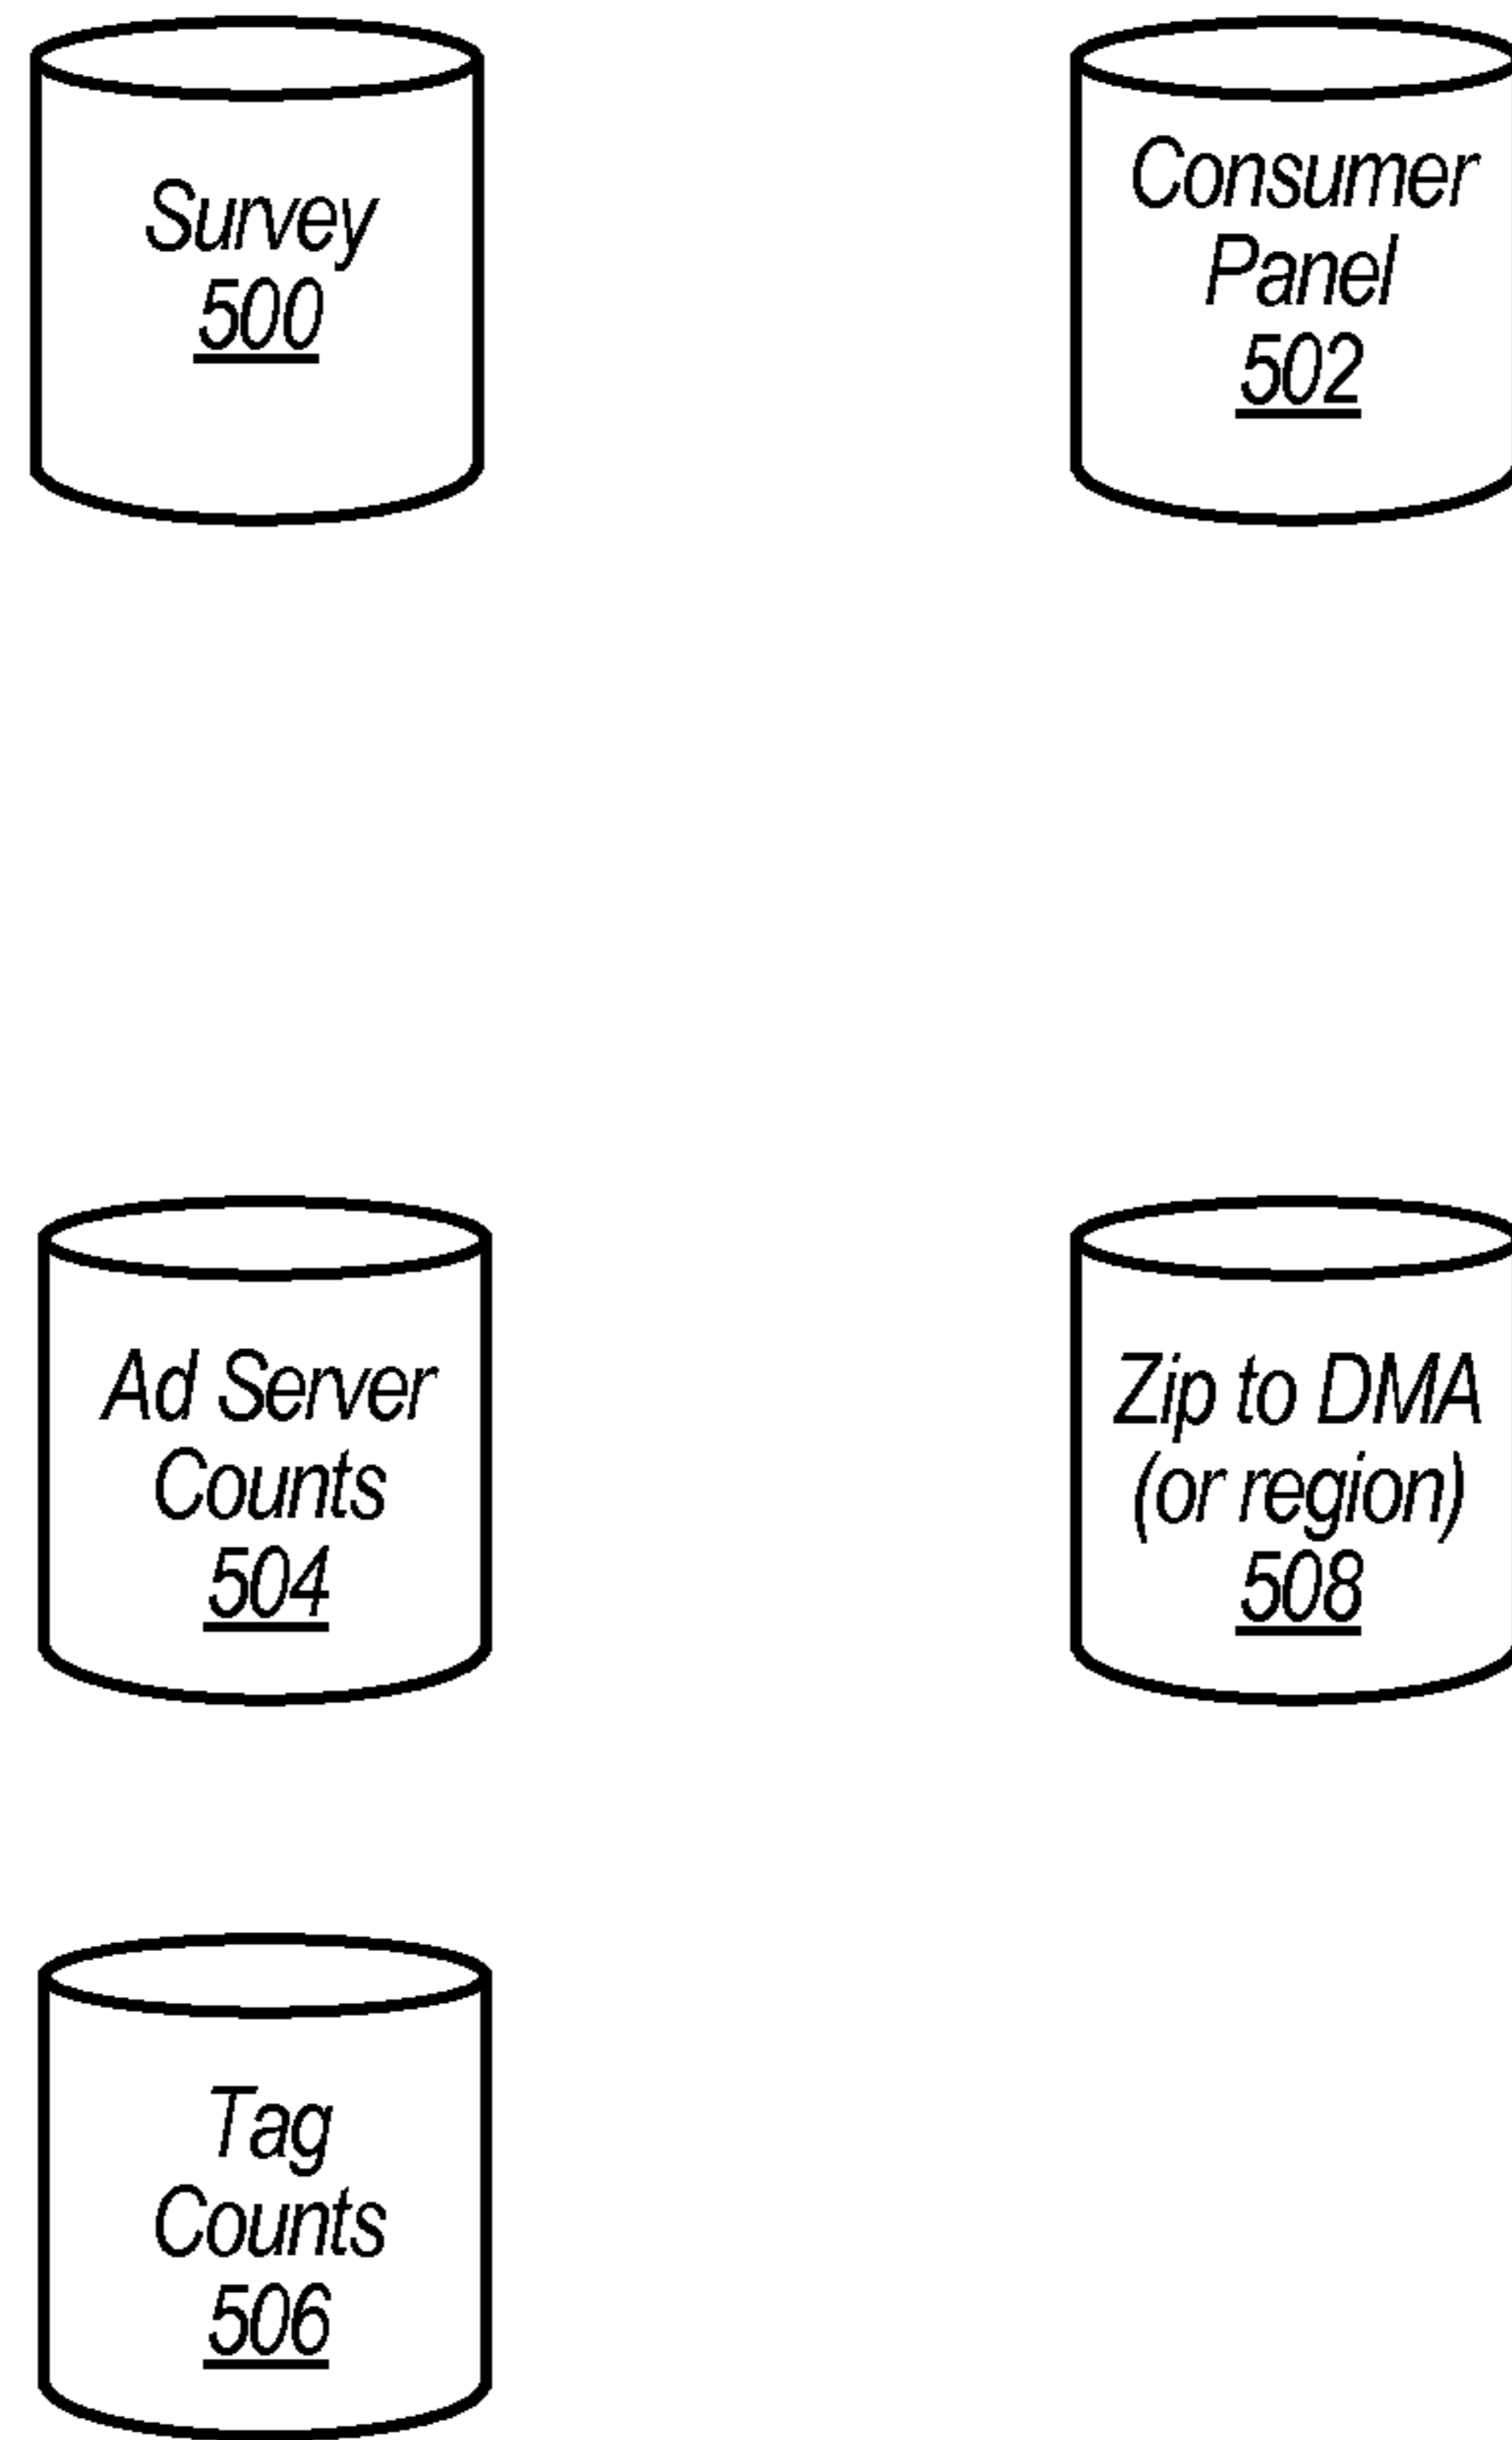 Survey
500
Consumer
Panel
502
Ad Server
Counts
504
Zip to DMA
(or region)
508
Tag
Counts
506